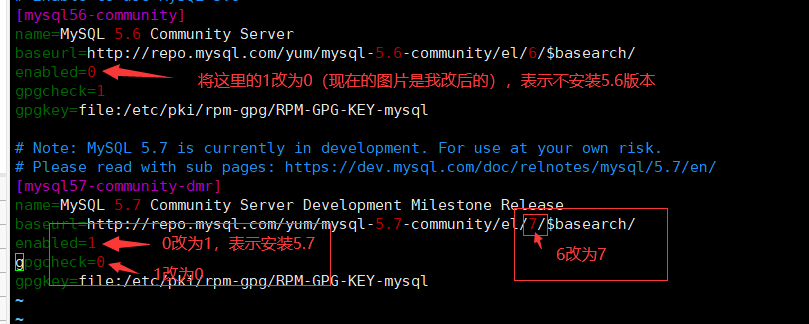 [mysql56-community]
name=MySQL 5.6 Community Server
baseurl=http://repo.mysql.com/yum/mysql-5.6-community/el/6/$basearch/
enabled=0
将这里的1改为0（现在的图片是我改后的），表示不安装5.6版本
gpgcheck=1
gpgkey=file:/etc/pki/rpm-gpg/RPM-GPG-KEY-mysql
# Note: MySQL 5.7 is currently in development. For use at your own risk.
# Please read with sub pages: https://dev.mysql.com/doc/relnotes/mysql/5.7/en/
[mysql57-community-dmr]
name=MySQL 5.7 Community Server Development Milestone Release
baseurl=http://repo.mysql.com/yum/mysql-5.7-community/el/7/$basearch/
enabled=1
0改为1，表示安装5.7
6改为7
gpgcheck=0
1改为0
gpgkey=file:/etc/pki/rpm-gpg/RPM-GPG-KEY-mysql
~
~